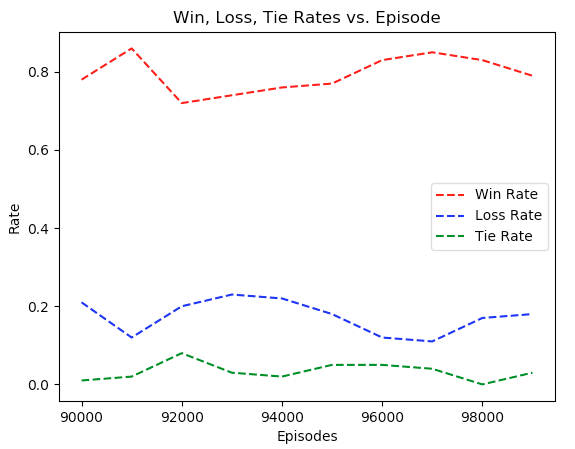 Win, Loss, Tie Rates vs. Episode
0.8
0.6
0.4
0.2
0.0
Rate
Win Rate
Loss Rate
Tie Rate
90000 92000 94000 96000 98000
Episodes